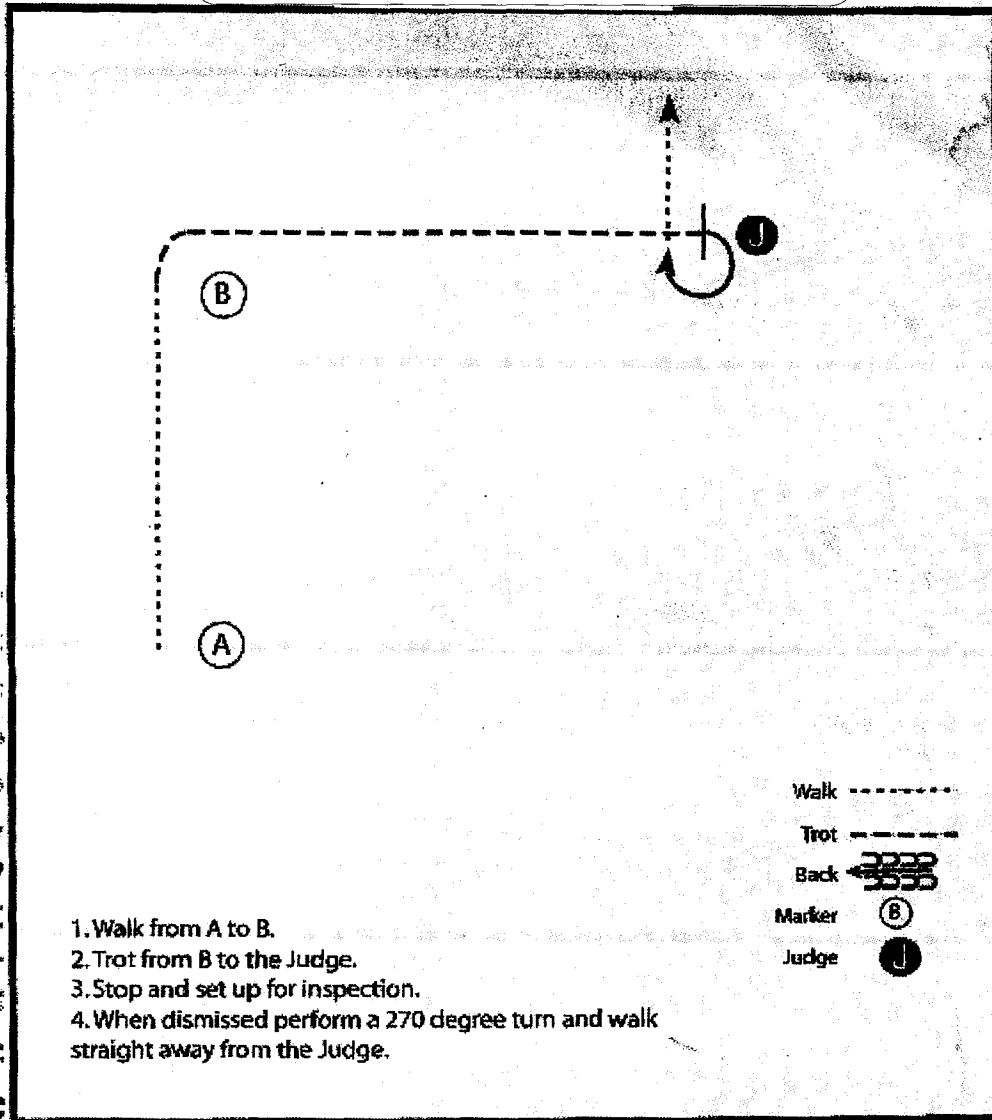 J
B
A
Walk
Trot
Back
Marker B
Judge J
1. Walk from A to B.
2. Trot from B to the Judge.
3. Stop and set up for inspection.
4. When dismissed perform a 270 degree turn and walk
straight away from the Judge.